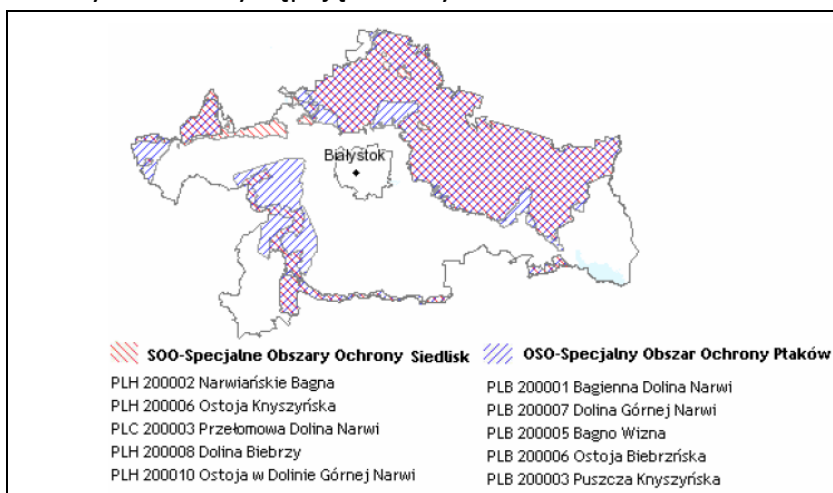 Białystok
SOO-Specjalne Obszary Ochrony Siedlisk
PLH 200002 Narwiańskie Bagna
PLH 200006 Ostoja Knyszyńska
PLC 200003 Przełomowa Dolina Narwi
PLH 200008 Dolina Biebrzy
PLH 200010 Ostoja w Dolinie Górnej Narwi
OSO-Specjalny Obszar Ochrony Ptaków
PLB 200001 Bagienna Dolina Narwi
PLB 200007 Dolina Górnej Narwi
PLB 200005 Bagno Wizna
PLB 200006 Ostoja Biebrzńska
PLB 200003 Puszcza Knyszyńska